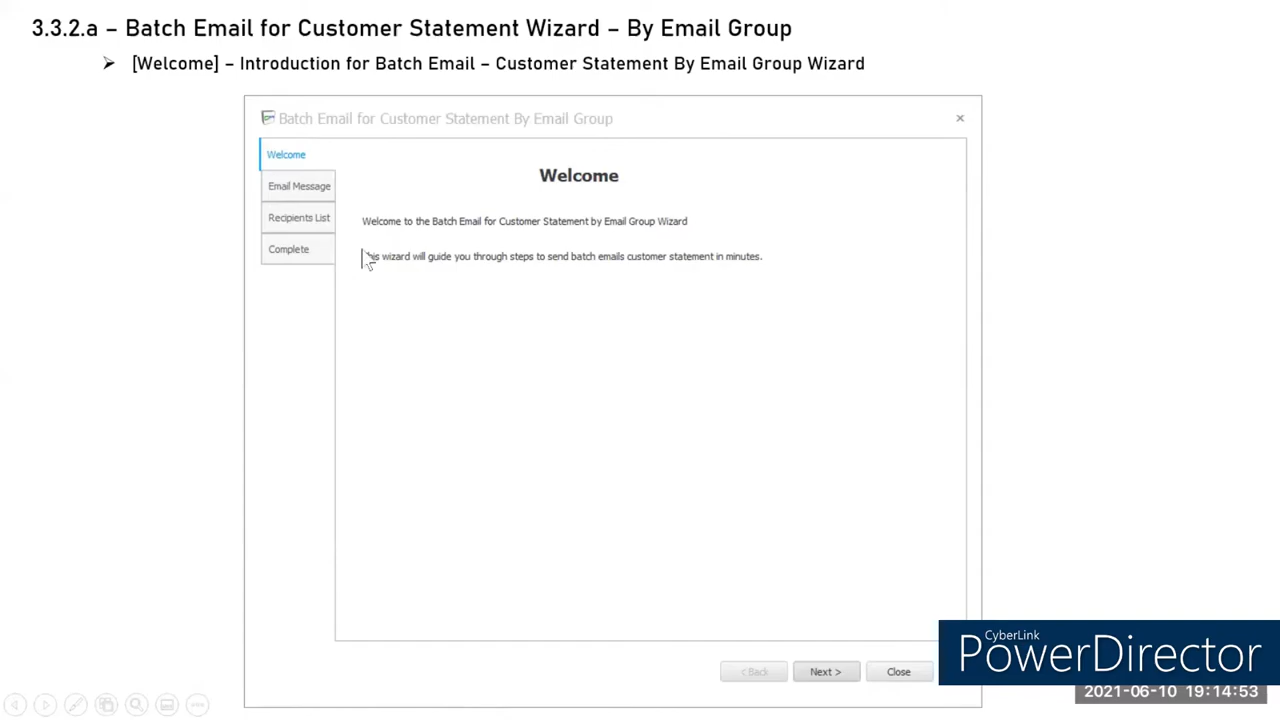 3.3.2.a – Batch Email for Customer Statement Wizard – By Email Group
➢ [Welcome] – Introduction for Batch Email – Customer Statement By Email Group Wizard
Batch Email for Customer Statement By Email Group
Welcome
Email Message
Recipients List
Complete
Welcome
Welcome to the Batch Email for Customer Statement by Email Group Wizard
This wizard will guide you through steps to send batch emails customer statement in minutes.
< Back
Next >
Close
CyberLink
PowerDirector
2021-06-10 19:14:53